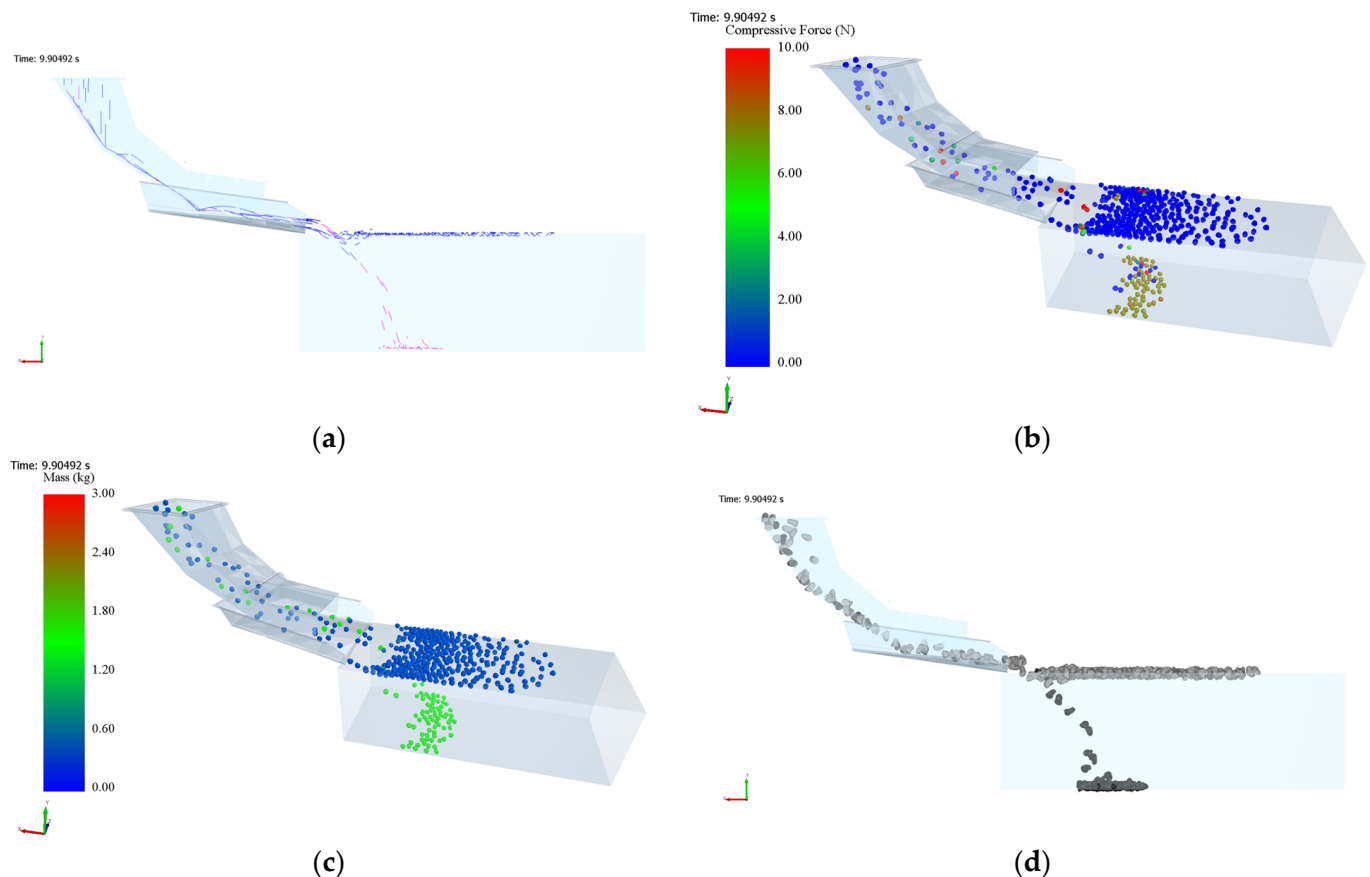 Time: 9.90492 s
(a)
Time: 9.90492 s
Compressive Force (N)
10.00
8.00
6.00
4.00
2.00
0.00
Y
X
Z
(b)
Time: 9.90492 s
Mass (kg)
3.00
2.40
1.80
1.20
0.60
0.00
Y
X
Z
(c)
Time: 9.90492 s
(d)